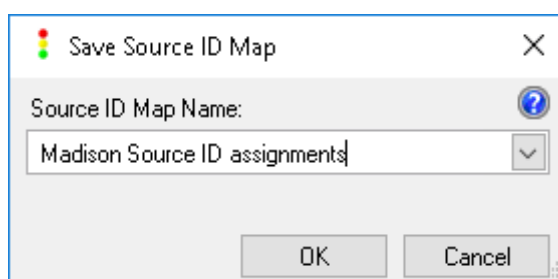 Save Source ID Map
Source ID Map Name:
Madison Source ID assignments
OK
Cancel